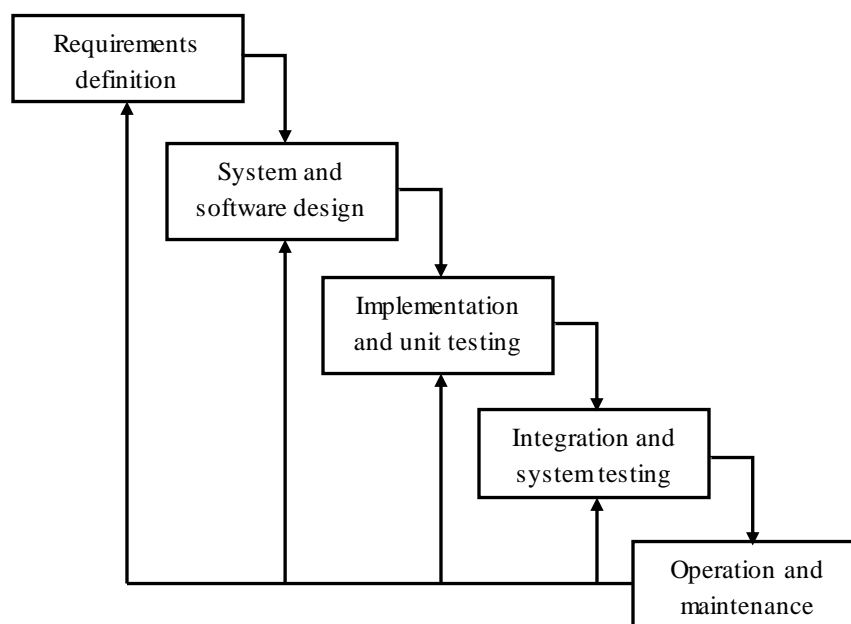 Requirements
definition
System and
software design
Implementation
and unit testing
Integration and
system testing
Operation and
maintenance